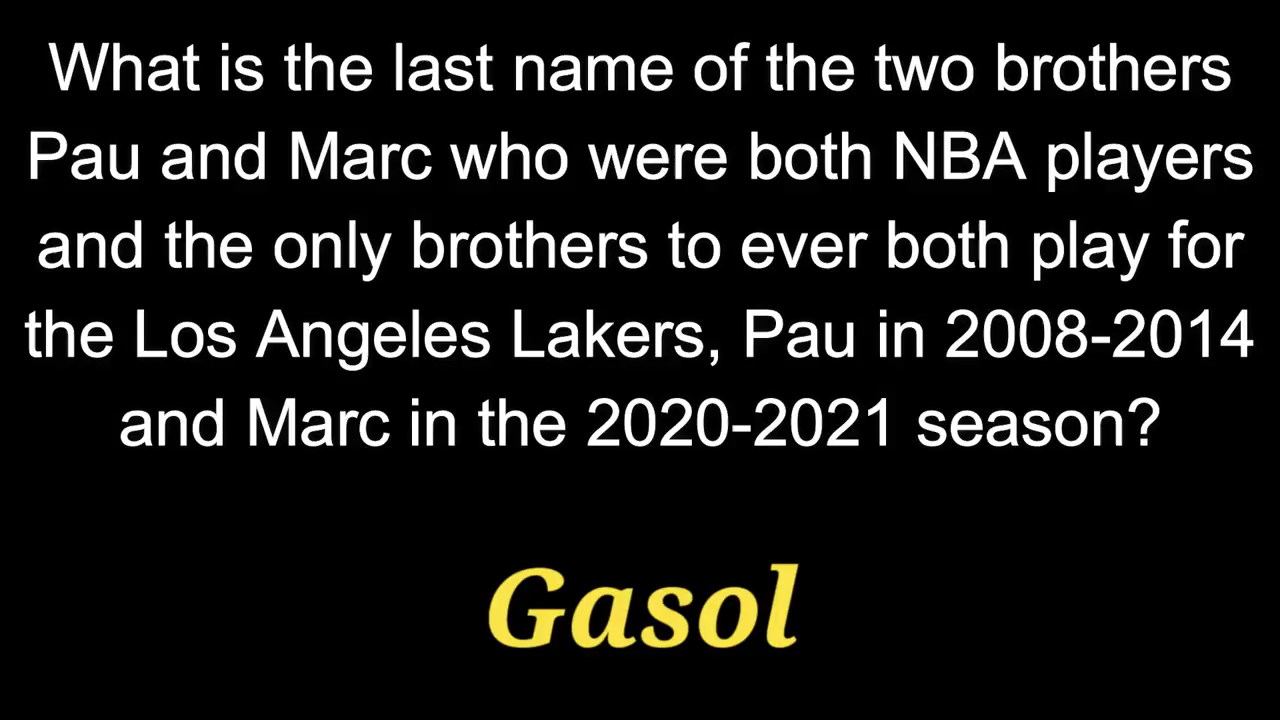 What is the last name of the two brothers
Pau and Marc who were both NBA players
and the only brothers to ever both play for
the Los Angeles Lakers, Pau in 2008-2014
and Marc in the 2020-2021 season?
Gasol